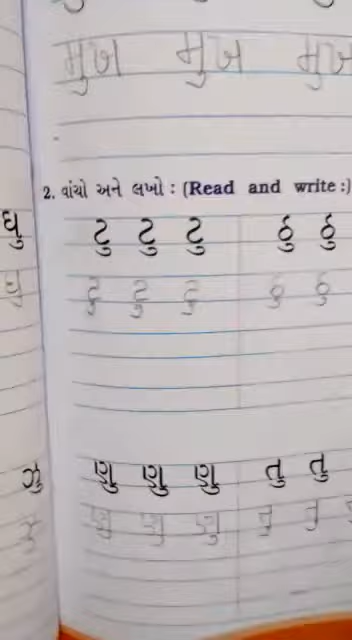 મુખ મુખ મુખ
2. વાંચો અને લખો : (Read and write :)
ઘુ ટુ ટુ ટુ ઠુ ઠુ
ઘુ ટુ ટુ ટુ ઠુ ઠુ
ઝુ ણુ ણુ ણુ તુ તુ
ઝુ ણુ ણુ ણુ તુ તુ